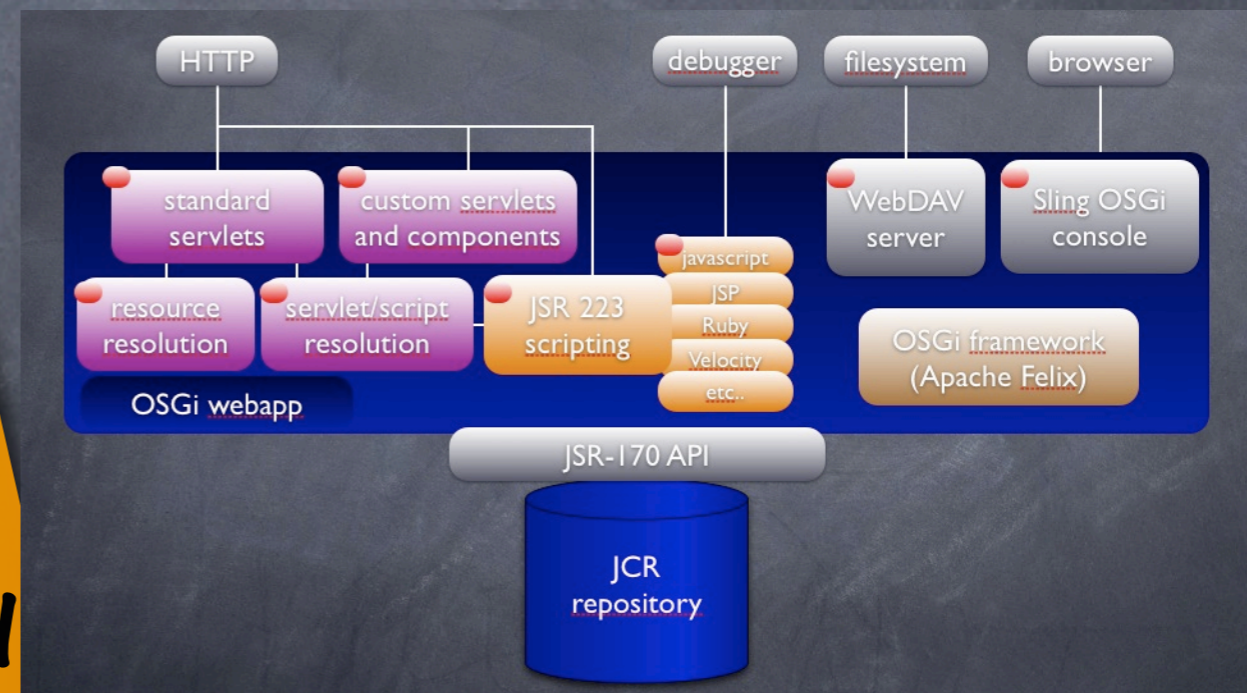 HTTP
debugger
filesystem
browser
standard
servlets
custom servlets
and components
WebDAV
server
Sling OSGi
console
resource
resolution
servlet/script
resolution
JSR 223
scripting
javascript
JSP
Ruby
Velocity
etc..
OSGi framework
(Apache Felix)
OSGi webapp
JSR-170 API
JCR
repository